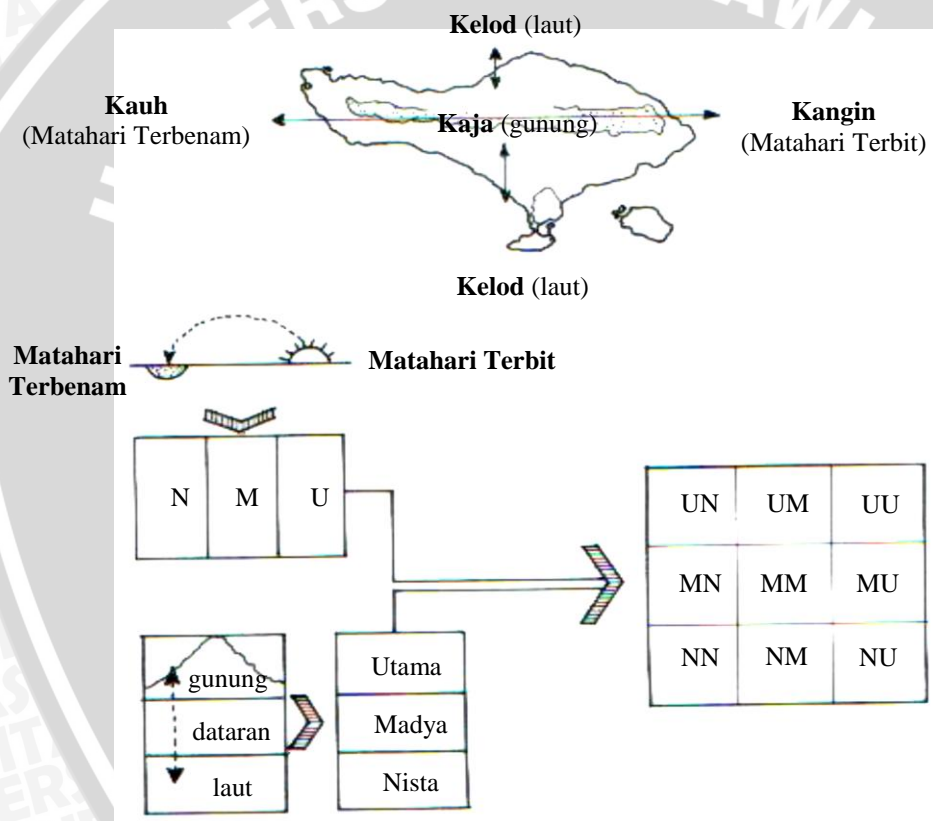 Kelod (laut)
Kauh
(Matahari Terbenam)
Kaja (gunung)
Kangin
(Matahari Terbit)
Kelod (laut)
Matahari
Terbenam
Matahari Terbit
N M U
UN UM UU
MN MM MU
NN NM NU
gunung
dataran
laut
Utama
Madya
Nista